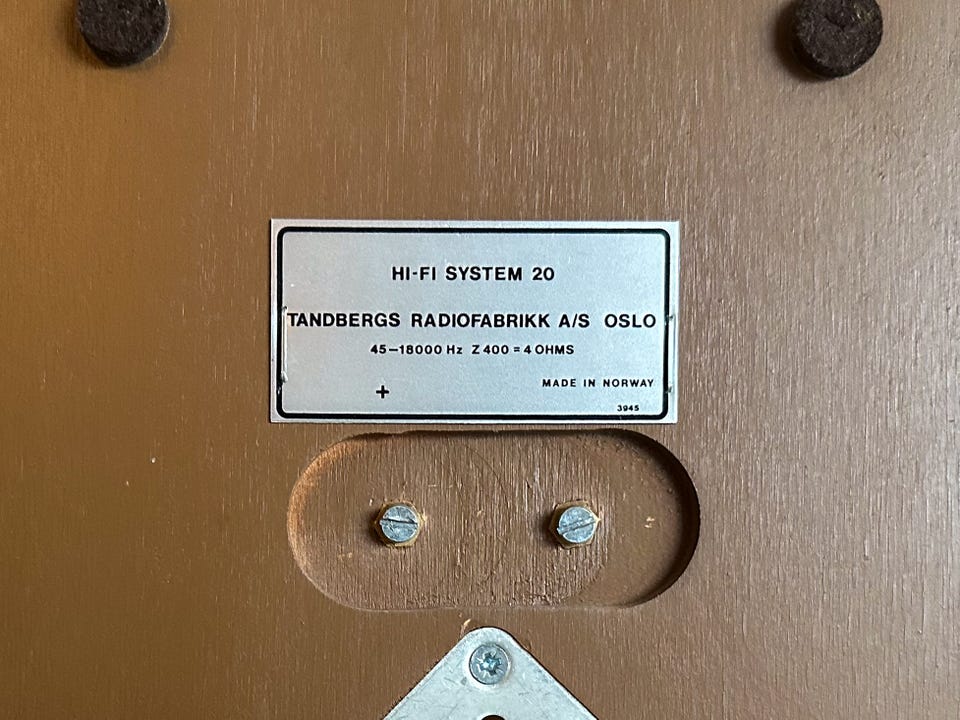 HI-FI SYSTEM 20
TANDBERGS RADIOFABRIKK A/S OSLO
45–18000 Hz Z 400 = 4 OHMS
MADE IN NORWAY
+
3945